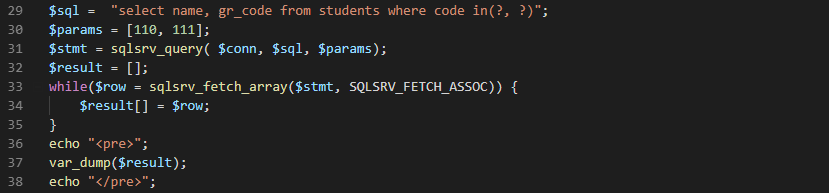 29 $sql =  "select name, gr_code from students where code in(?, ?)";
30 $params = [110, 111];
31 $stmt = sqlsrv_query( $conn, $sql, $params);
32 $result = [];
33 while($row = sqlsrv_fetch_array($stmt, SQLSRV_FETCH_ASSOC)) {
34     $result[] = $row;
35 }
36 echo "<pre>";
37 var_dump($result);
38 echo "</pre>";